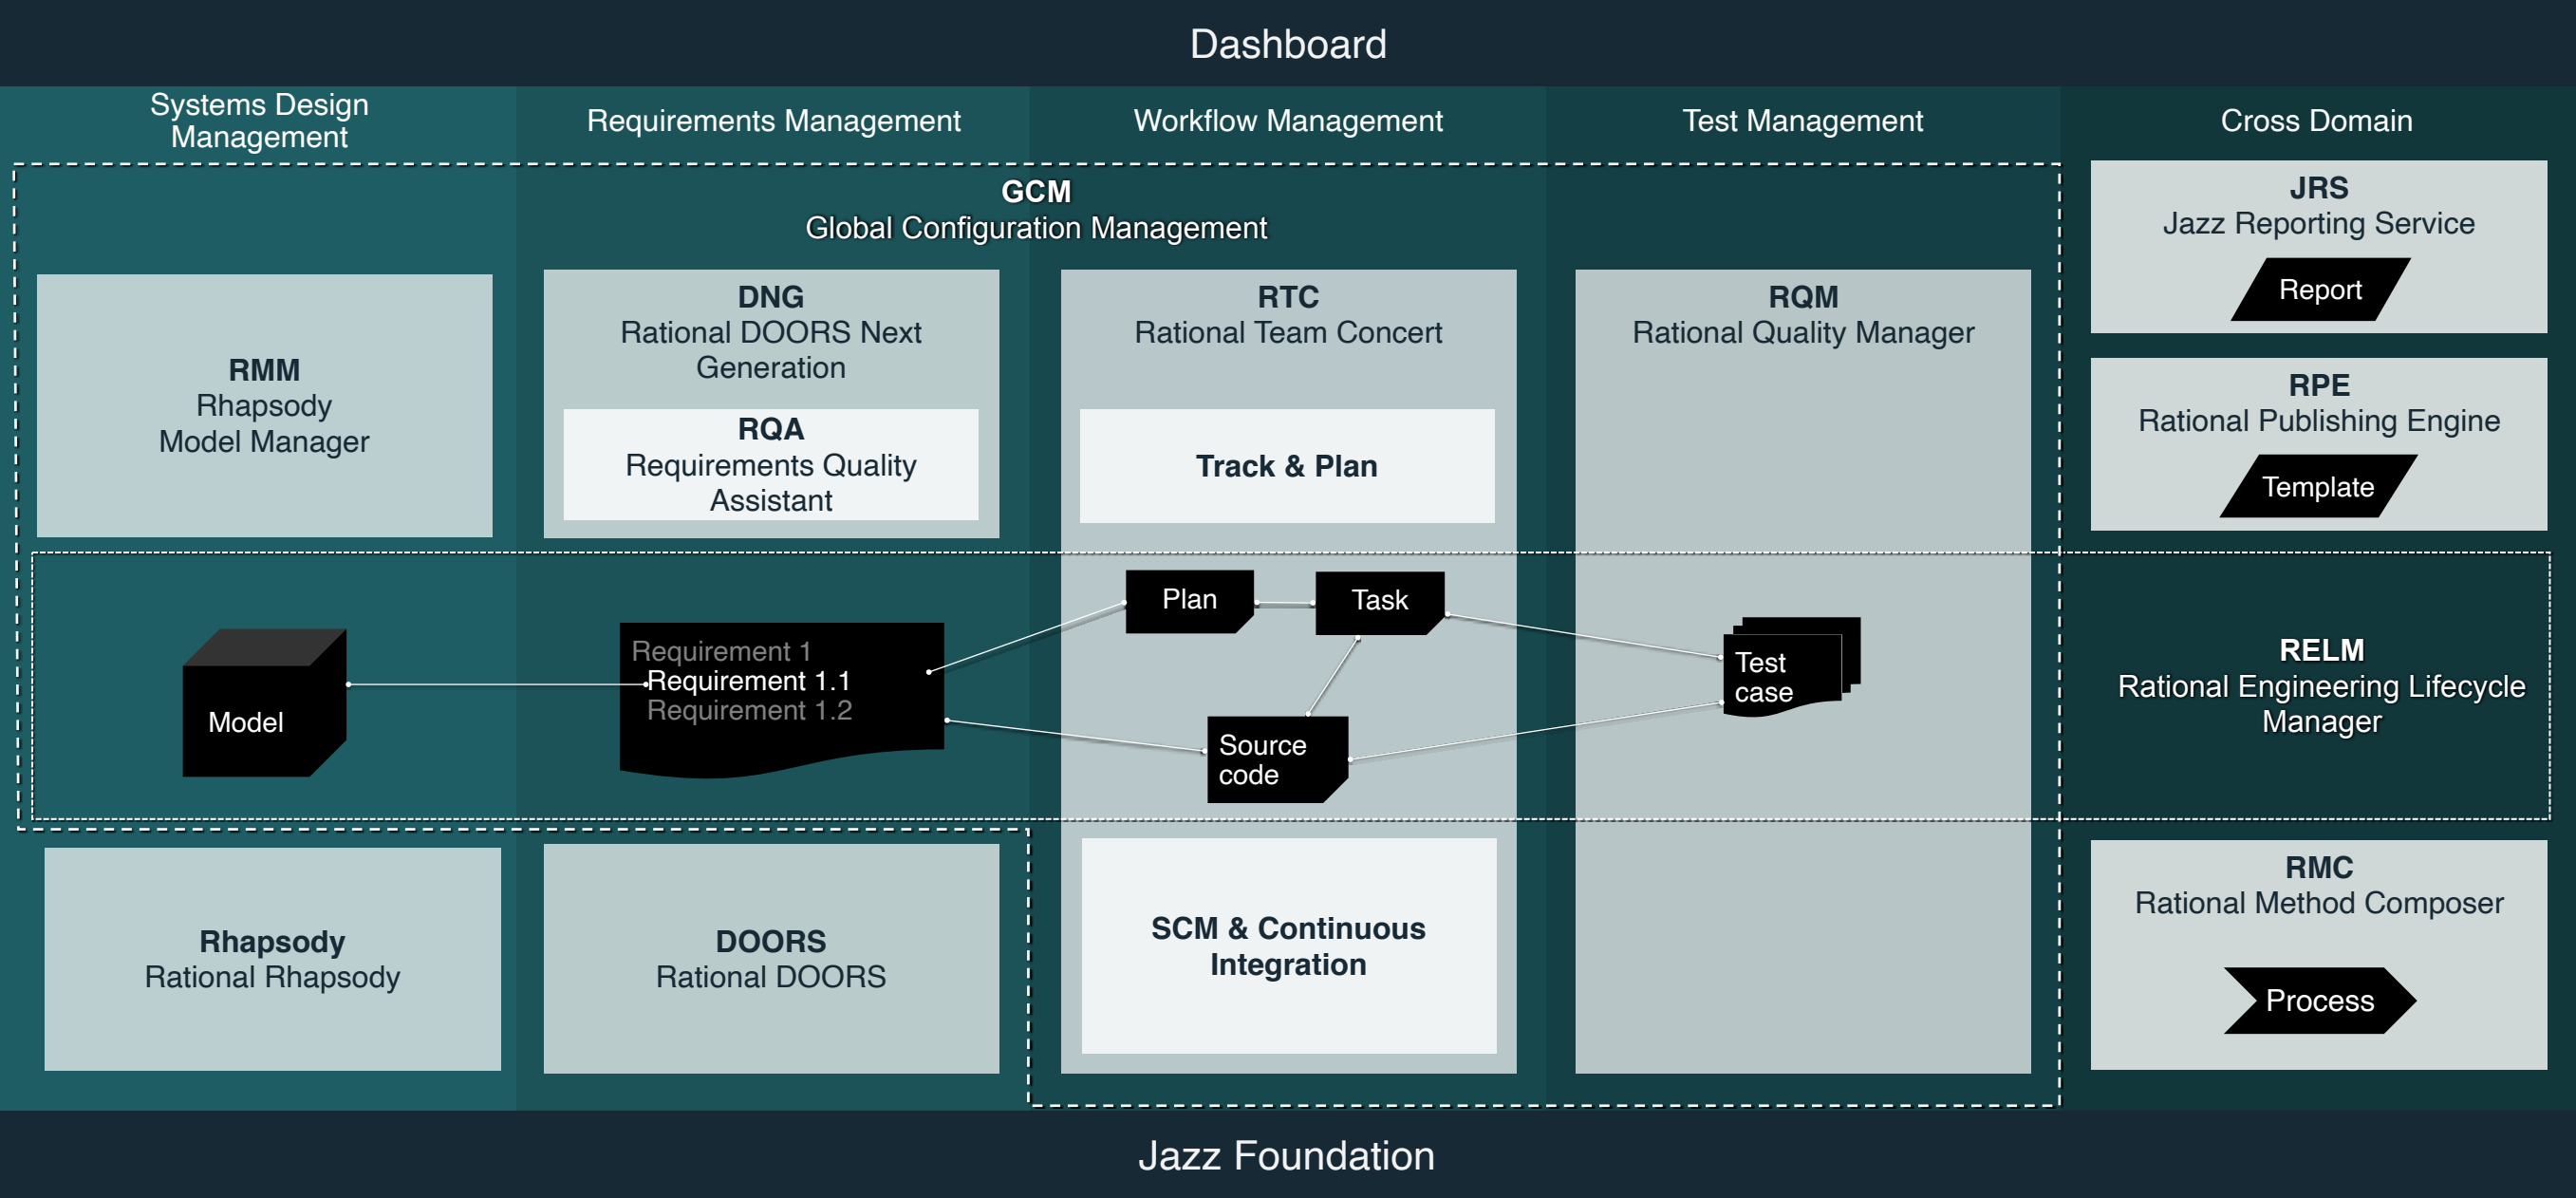 Dashboard
Systems Design
Management
Requirements Management
Workflow Management
Test Management
Cross Domain
GCM
Global Configuration Management
RMM
Rhapsody
Model Manager
DNG
Rational DOORS Next
Generation
RQA
Requirements Quality
Assistant
RTC
Rational Team Concert
Track & Plan
RQM
Rational Quality Manager
JRS
Jazz Reporting Service
Report
RPE
Rational Publishing Engine
Template
Model
Requirement 1
Requirement 1.1
Requirement 1.2
Plan
Task
Source
code
Test
case
RELM
Rational Engineering Lifecycle
Manager
Rhapsody
Rational Rhapsody
DOORS
Rational DOORS
SCM & Continuous
Integration
RMC
Rational Method Composer
Process
Jazz Foundation